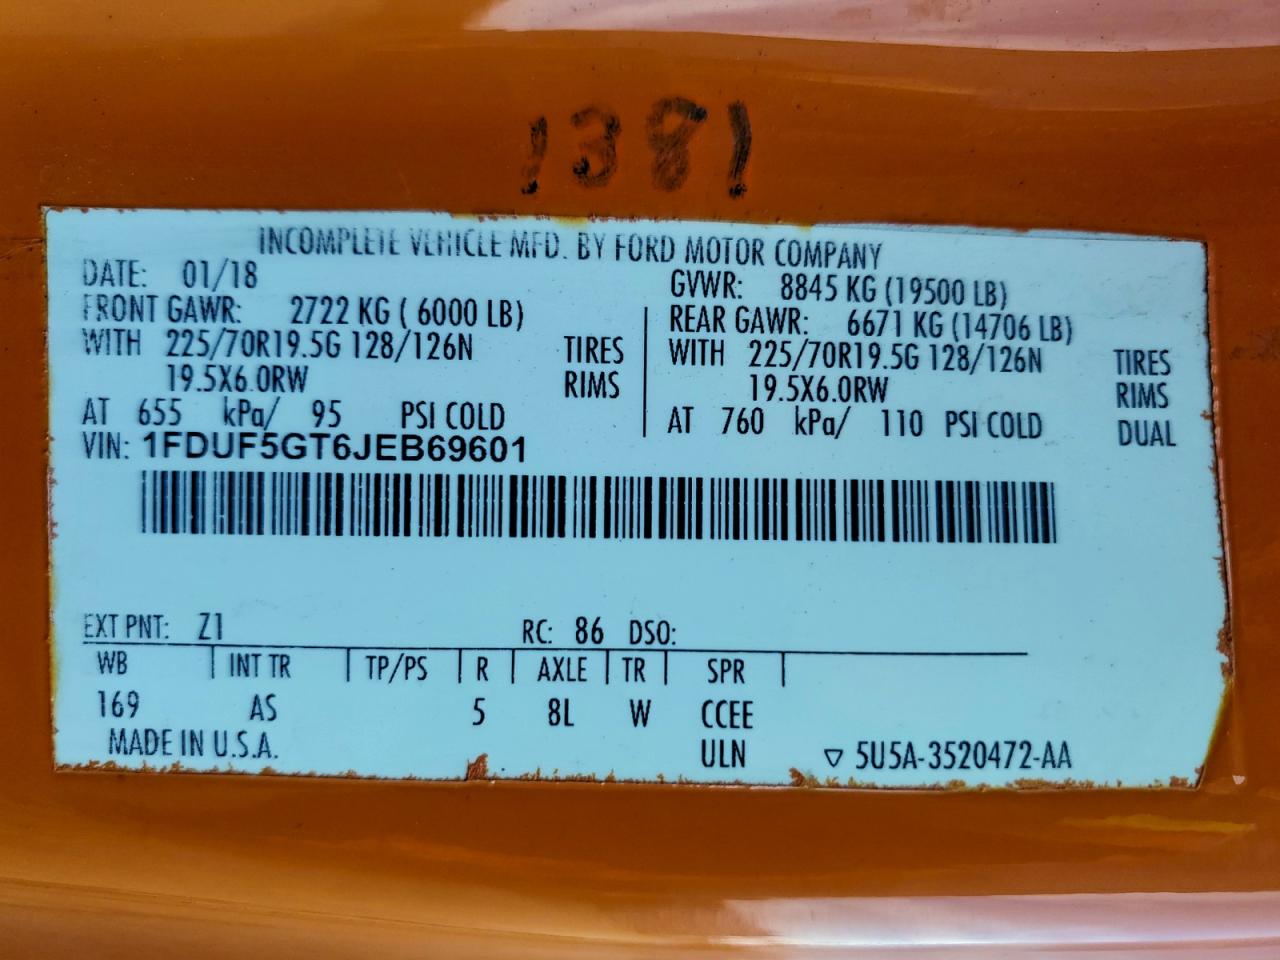 1381
INCOMPLETE VEHICLE MFD. BY FORD MOTOR COMPANY
DATE: 01/18
GVWR: 8845 KG (19500 LB)
FRONT GAWR: 2722 KG ( 6000 LB)
REAR GAWR: 6671 KG (14706 LB)
WITH 225/70R19.5G 128/126N TIRES
WITH 225/70R19.5G 128/126N TIRES
19.5X6.0RW RIMS
19.5X6.0RW RIMS
AT 655 kPa/ 95 PSI COLD
AT 760 kPa/ 110 PSI COLD DUAL
VIN: 1FDUF5GT6JEB69601
EXT PNT: Z1 RC: 86 DSO:
WB INT TR TP/PS R AXLE TR SPR
169 AS 5 8L W CCEE
MADE IN U.S.A. ULN ▽ 5U5A-3520472-AA